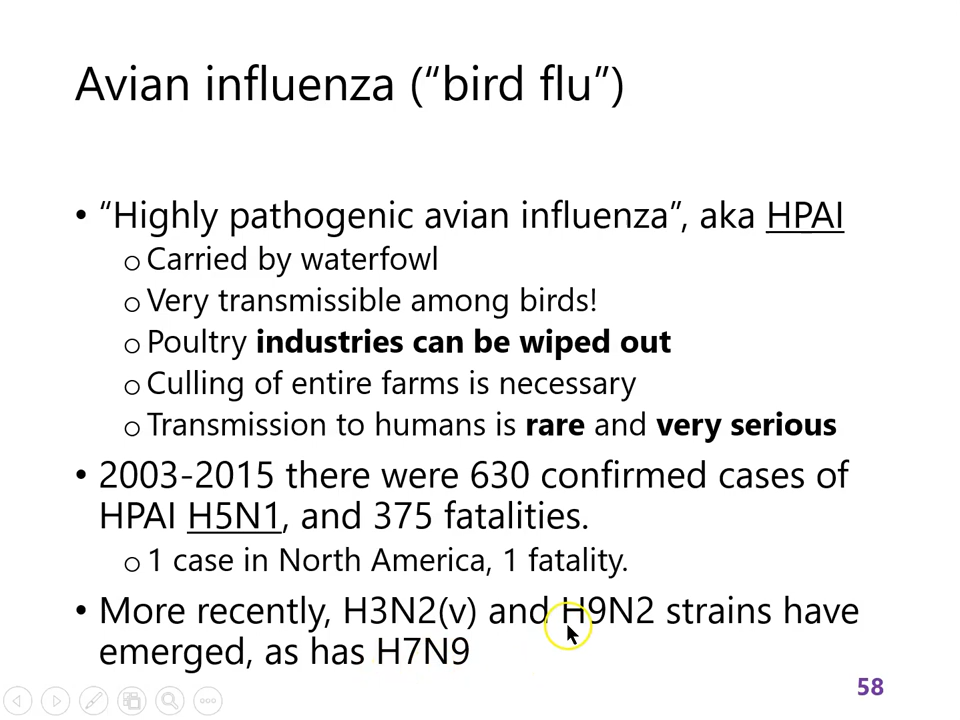 Avian influenza (“bird flu”)
• “Highly pathogenic avian influenza”, aka HPAI
o Carried by waterfowl
o Very transmissible among birds!
o Poultry industries can be wiped out
o Culling of entire farms is necessary
o Transmission to humans is rare and very serious
• 2003-2015 there were 630 confirmed cases of
HPAI H5N1, and 375 fatalities.
o 1 case in North America, 1 fatality.
• More recently, H3N2(v) and H9N2 strains have
emerged, as has H7N9
58